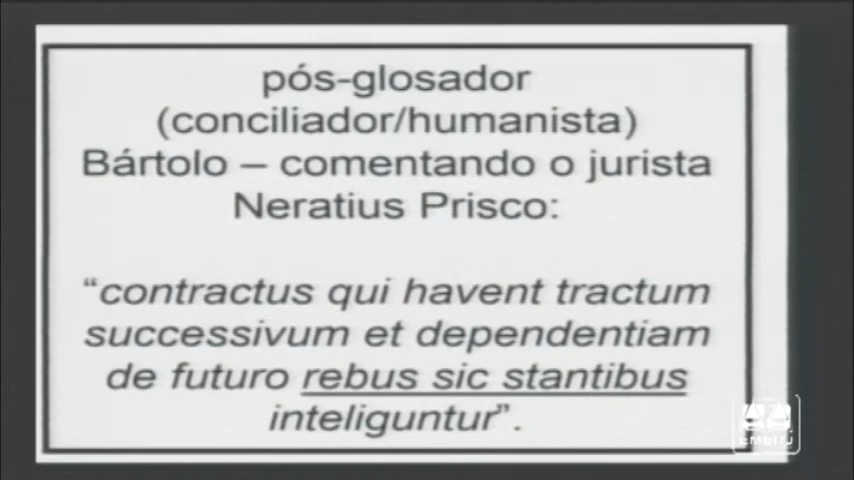 pós-glosador
(conciliador/humanista)
Bártolo – comentando o jurista
Neratius Prisco:
“contractus qui havent tractum
successivum et dependentiam
de futuro rebus sic stantibus
inteliguntur”.